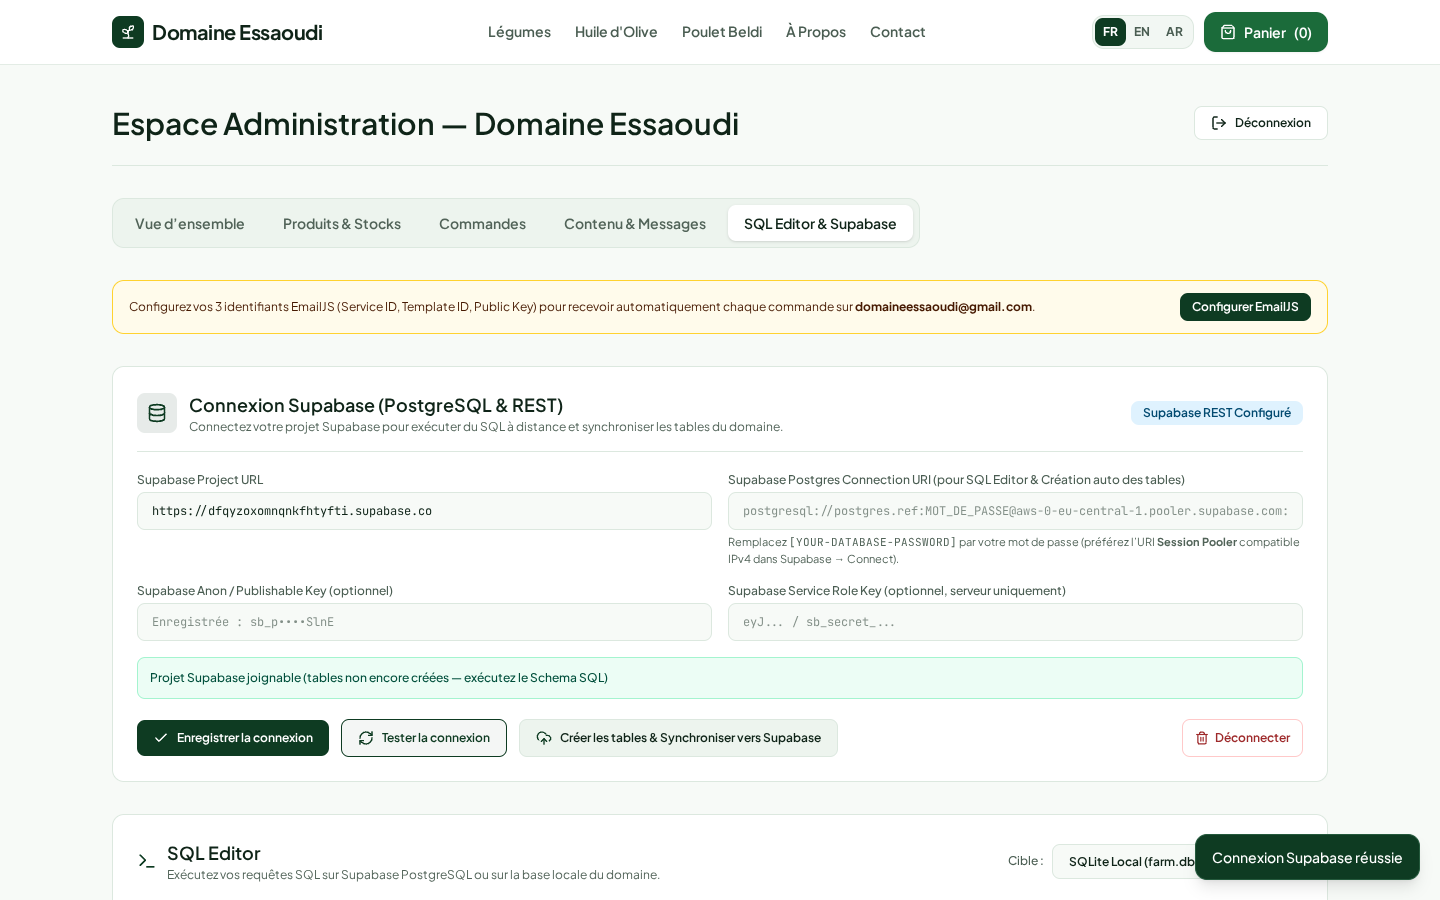 Domaine Essaoudi
Légumes
Huile d'Olive
Poulet Beldi
À Propos
Contact
FR
EN
AR
Panier (0)
Espace Administration — Domaine Essaoudi
Déconnexion
Vue d'ensemble
Produits & Stocks
Commandes
Contenu & Messages
SQL Editor & Supabase
Configurez vos 3 identifiants EmailJS (Service ID, Template ID, Public Key) pour recevoir automatiquement chaque commande sur domaineessaoudi@gmail.com.
Configurer EmailJS
Connexion Supabase (PostgreSQL & REST)
Connectez votre projet Supabase pour exécuter du SQL à distance et synchroniser les tables du domaine.
Supabase REST Configuré
Supabase Project URL
https://dfqyzoxomnqnkfhtyfti.supabase.co
Supabase Postgres Connection URI (pour SQL Editor & Création auto des tables)
postgresql://postgres.ref:MOT_DE_PASSE@aws-0-eu-central-1.pooler.supabase.com:
Remplacez [YOUR-DATABASE-PASSWORD] par votre mot de passe (préférez l'URI Session Pooler compatible
IPv4 dans Supabase → Connect).
Supabase Anon / Publishable Key (optionnel)
Enregistrée : sb_p••••SlnE
Supabase Service Role Key (optionnel, serveur uniquement)
eyJ... / sb_secret_...
Projet Supabase joignable (tables non encore créées — exécutez le Schema SQL)
Enregistrer la connexion
Tester la connexion
Créer les tables & Synchroniser vers Supabase
Déconnecter
SQL Editor
Exécutez vos requêtes SQL sur Supabase PostgreSQL ou sur la base locale du domaine.
Cible :
SQLite Local (farm.db
Connexion Supabase réussie